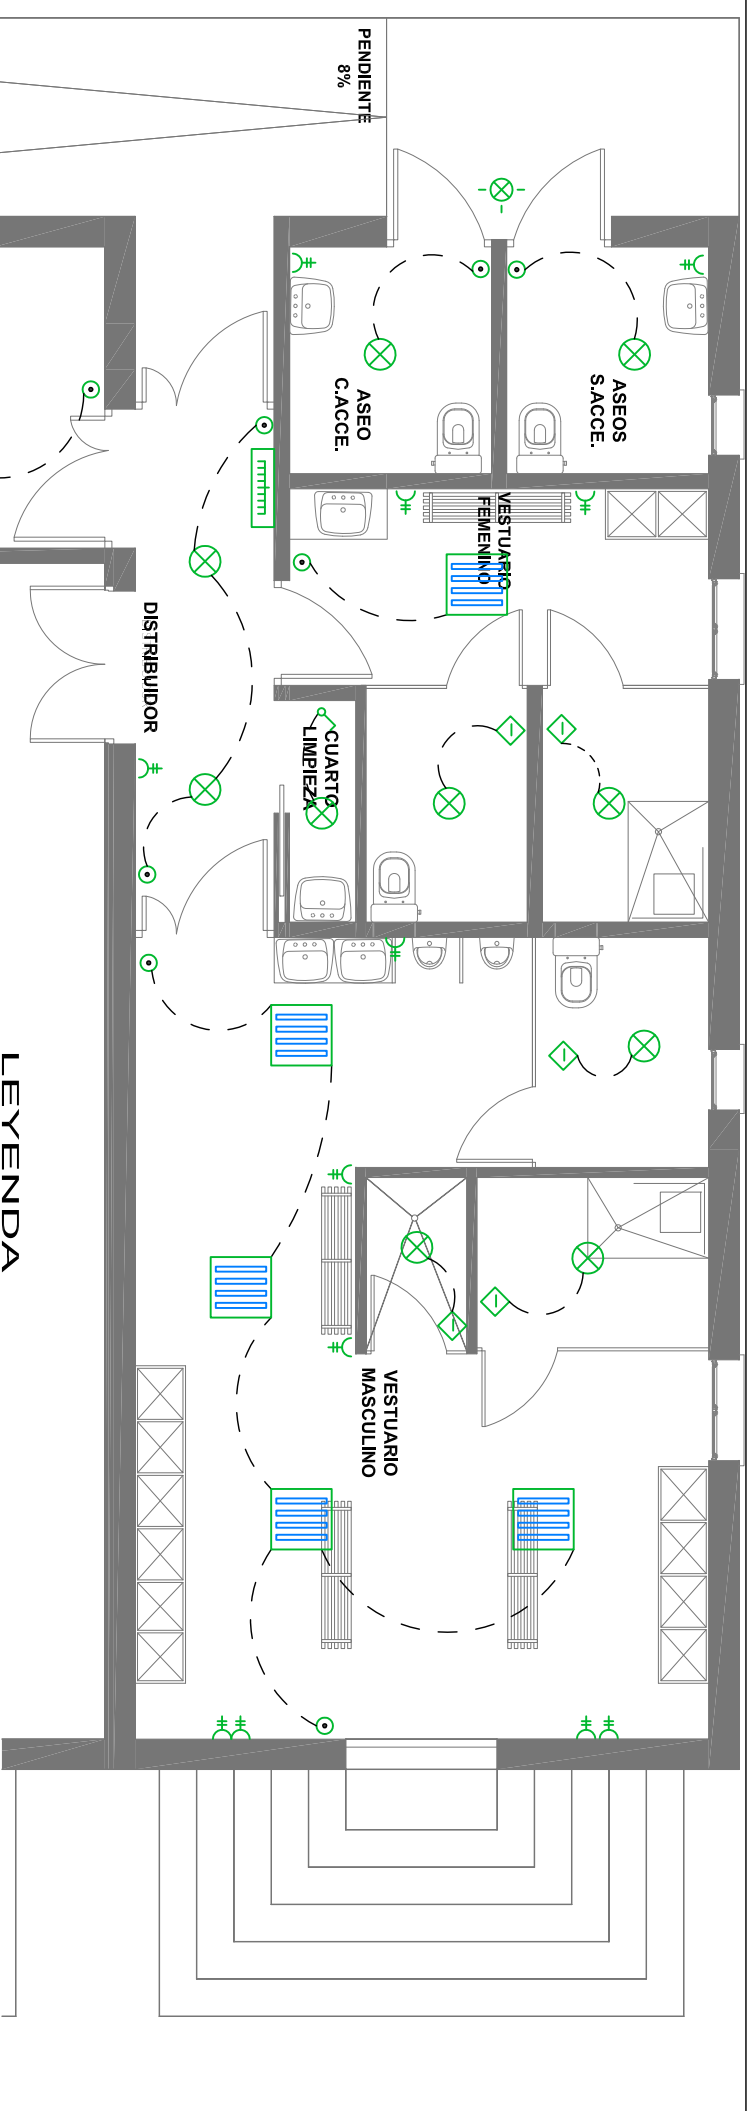 PENDIENTE
8%
ASEO
C.ACCE.
ASEOS
S.ACCE.
VESTUARIO
FEMENINO
DISTRIBUIDOR
CUARTO
LIMPIEZA
LEYENDA
VESTUARIO
MASCULINO